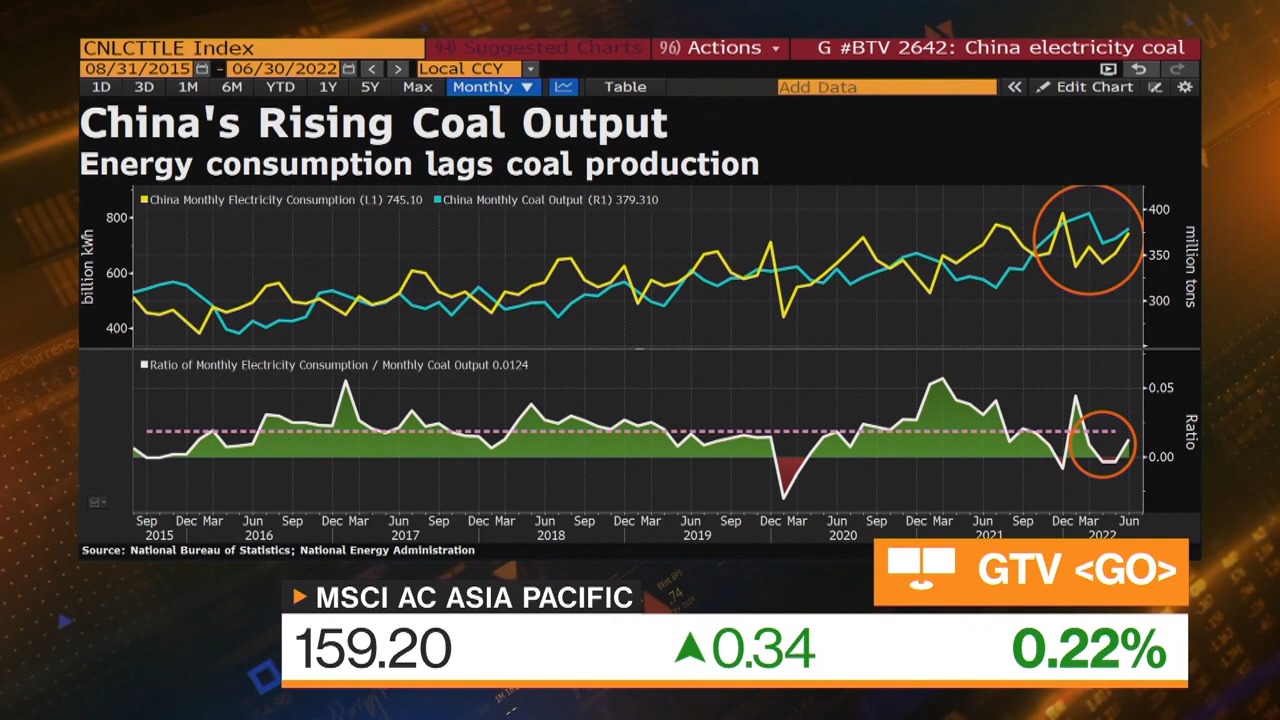 CNLCTTLE Index 94) Suggested Charts 96) Actions G #BTV 2642: China electricity coal
08/31/2015 - 06/30/2022 < > Local CCY
1D 3D 1M 6M YTD 1Y 5Y Max Monthly ▼ Table Add Data << Edit Chart
China's Rising Coal Output
Energy consumption lags coal production
China Monthly Electricity Consumption (L1) 745.10 China Monthly Coal Output (R1) 379.310
800 400
600 350
400 300
billion kWh
million tons
Ratio of Monthly Electricity Consumption / Monthly Coal Output 0.0124
0.05
0.00
Ratio
Sep Dec Mar Jun Sep Dec Mar Jun Sep Dec Mar Jun Sep Dec Mar Jun Sep Dec Mar Jun Sep Dec Mar Jun Sep Dec Mar Jun
2015 2016 2017 2018 2019 2020 2021 2022
Source: National Bureau of Statistics; National Energy Administration
GTV <GO>
MSCI AC ASIA PACIFIC
159.20 ▲0.34 0.22%